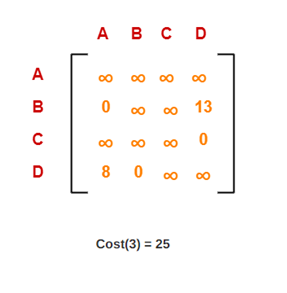 A B C D
A ∞ ∞ ∞ ∞
B 0 ∞ ∞ 13
C ∞ ∞ ∞ 0
D 8 0 ∞ ∞
Cost(3) = 25